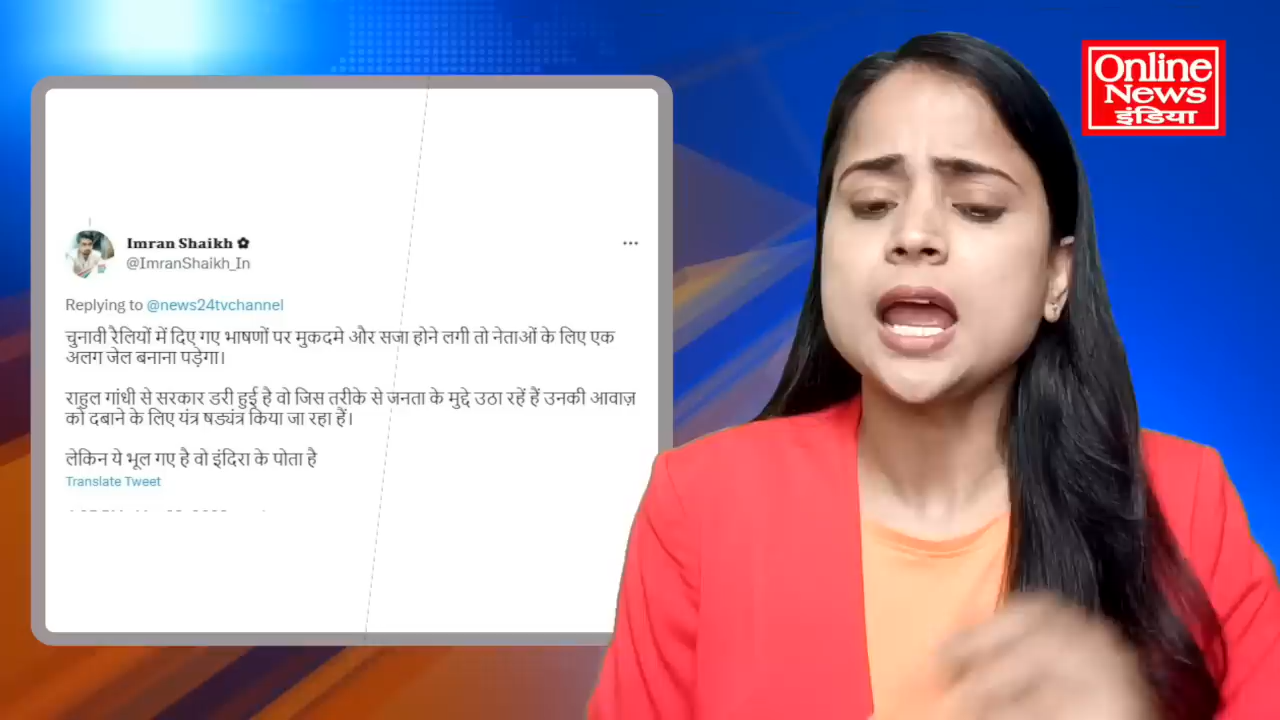 Online
News
इंडिया
Imran Shaikh ✿
@ImranShaikh_In
Replying to @news24tvchannel
चुनावी रैलियों में दिए गए भाषणों पर मुकदमे और सजा होने लगी तो नेताओं के लिए एक
अलग जेल बनाना पड़ेगा।
राहुल गांधी से सरकार डरी हुई है वो जिस तरीके से जनता के मुद्दे उठा रहें हैं उनकी आवाज़
को दबाने के लिए यंत्र षड्यंत्र किया जा रहा हैं।
लेकिन ये भूल गए है वो इंदिरा के पोता है
Translate Tweet